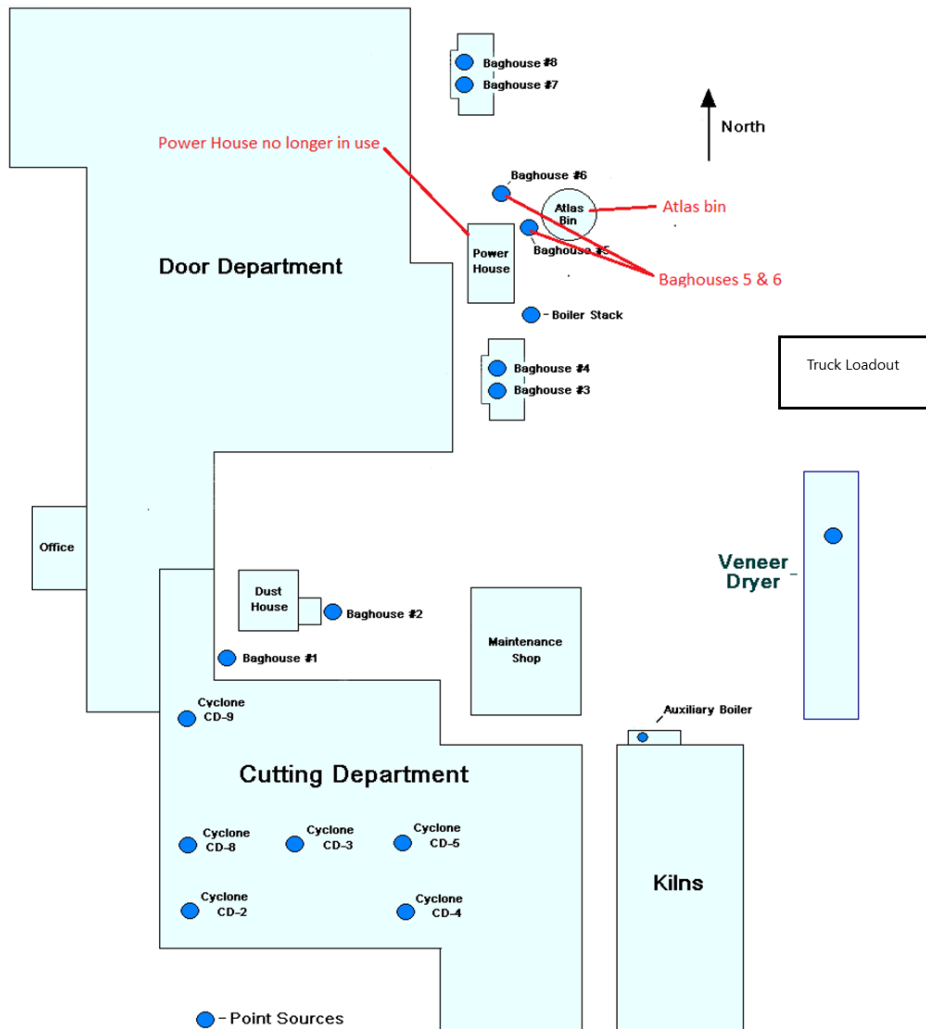 Baghouse #8
Baghouse #7
North
Power House no longer in use
Baghouse #6
Atlas
Bin
Atlas bin
Baghouse #5
Power
House
Door Department
Baghouses 5 & 6
- Boiler Stack
Truck Loadout
Baghouse #4
Baghouse #3
Office
Veneer
Dryer
Dust
House
Baghouse #2
Maintenance
Shop
Baghouse #1
Cyclone
CD-9
Auxiliary Boiler
Cutting Department
Cyclone
CD-8
Cyclone
CD-3
Cyclone
CD-5
Kilns
Cyclone
CD-2
Cyclone
CD-4
- Point Sources